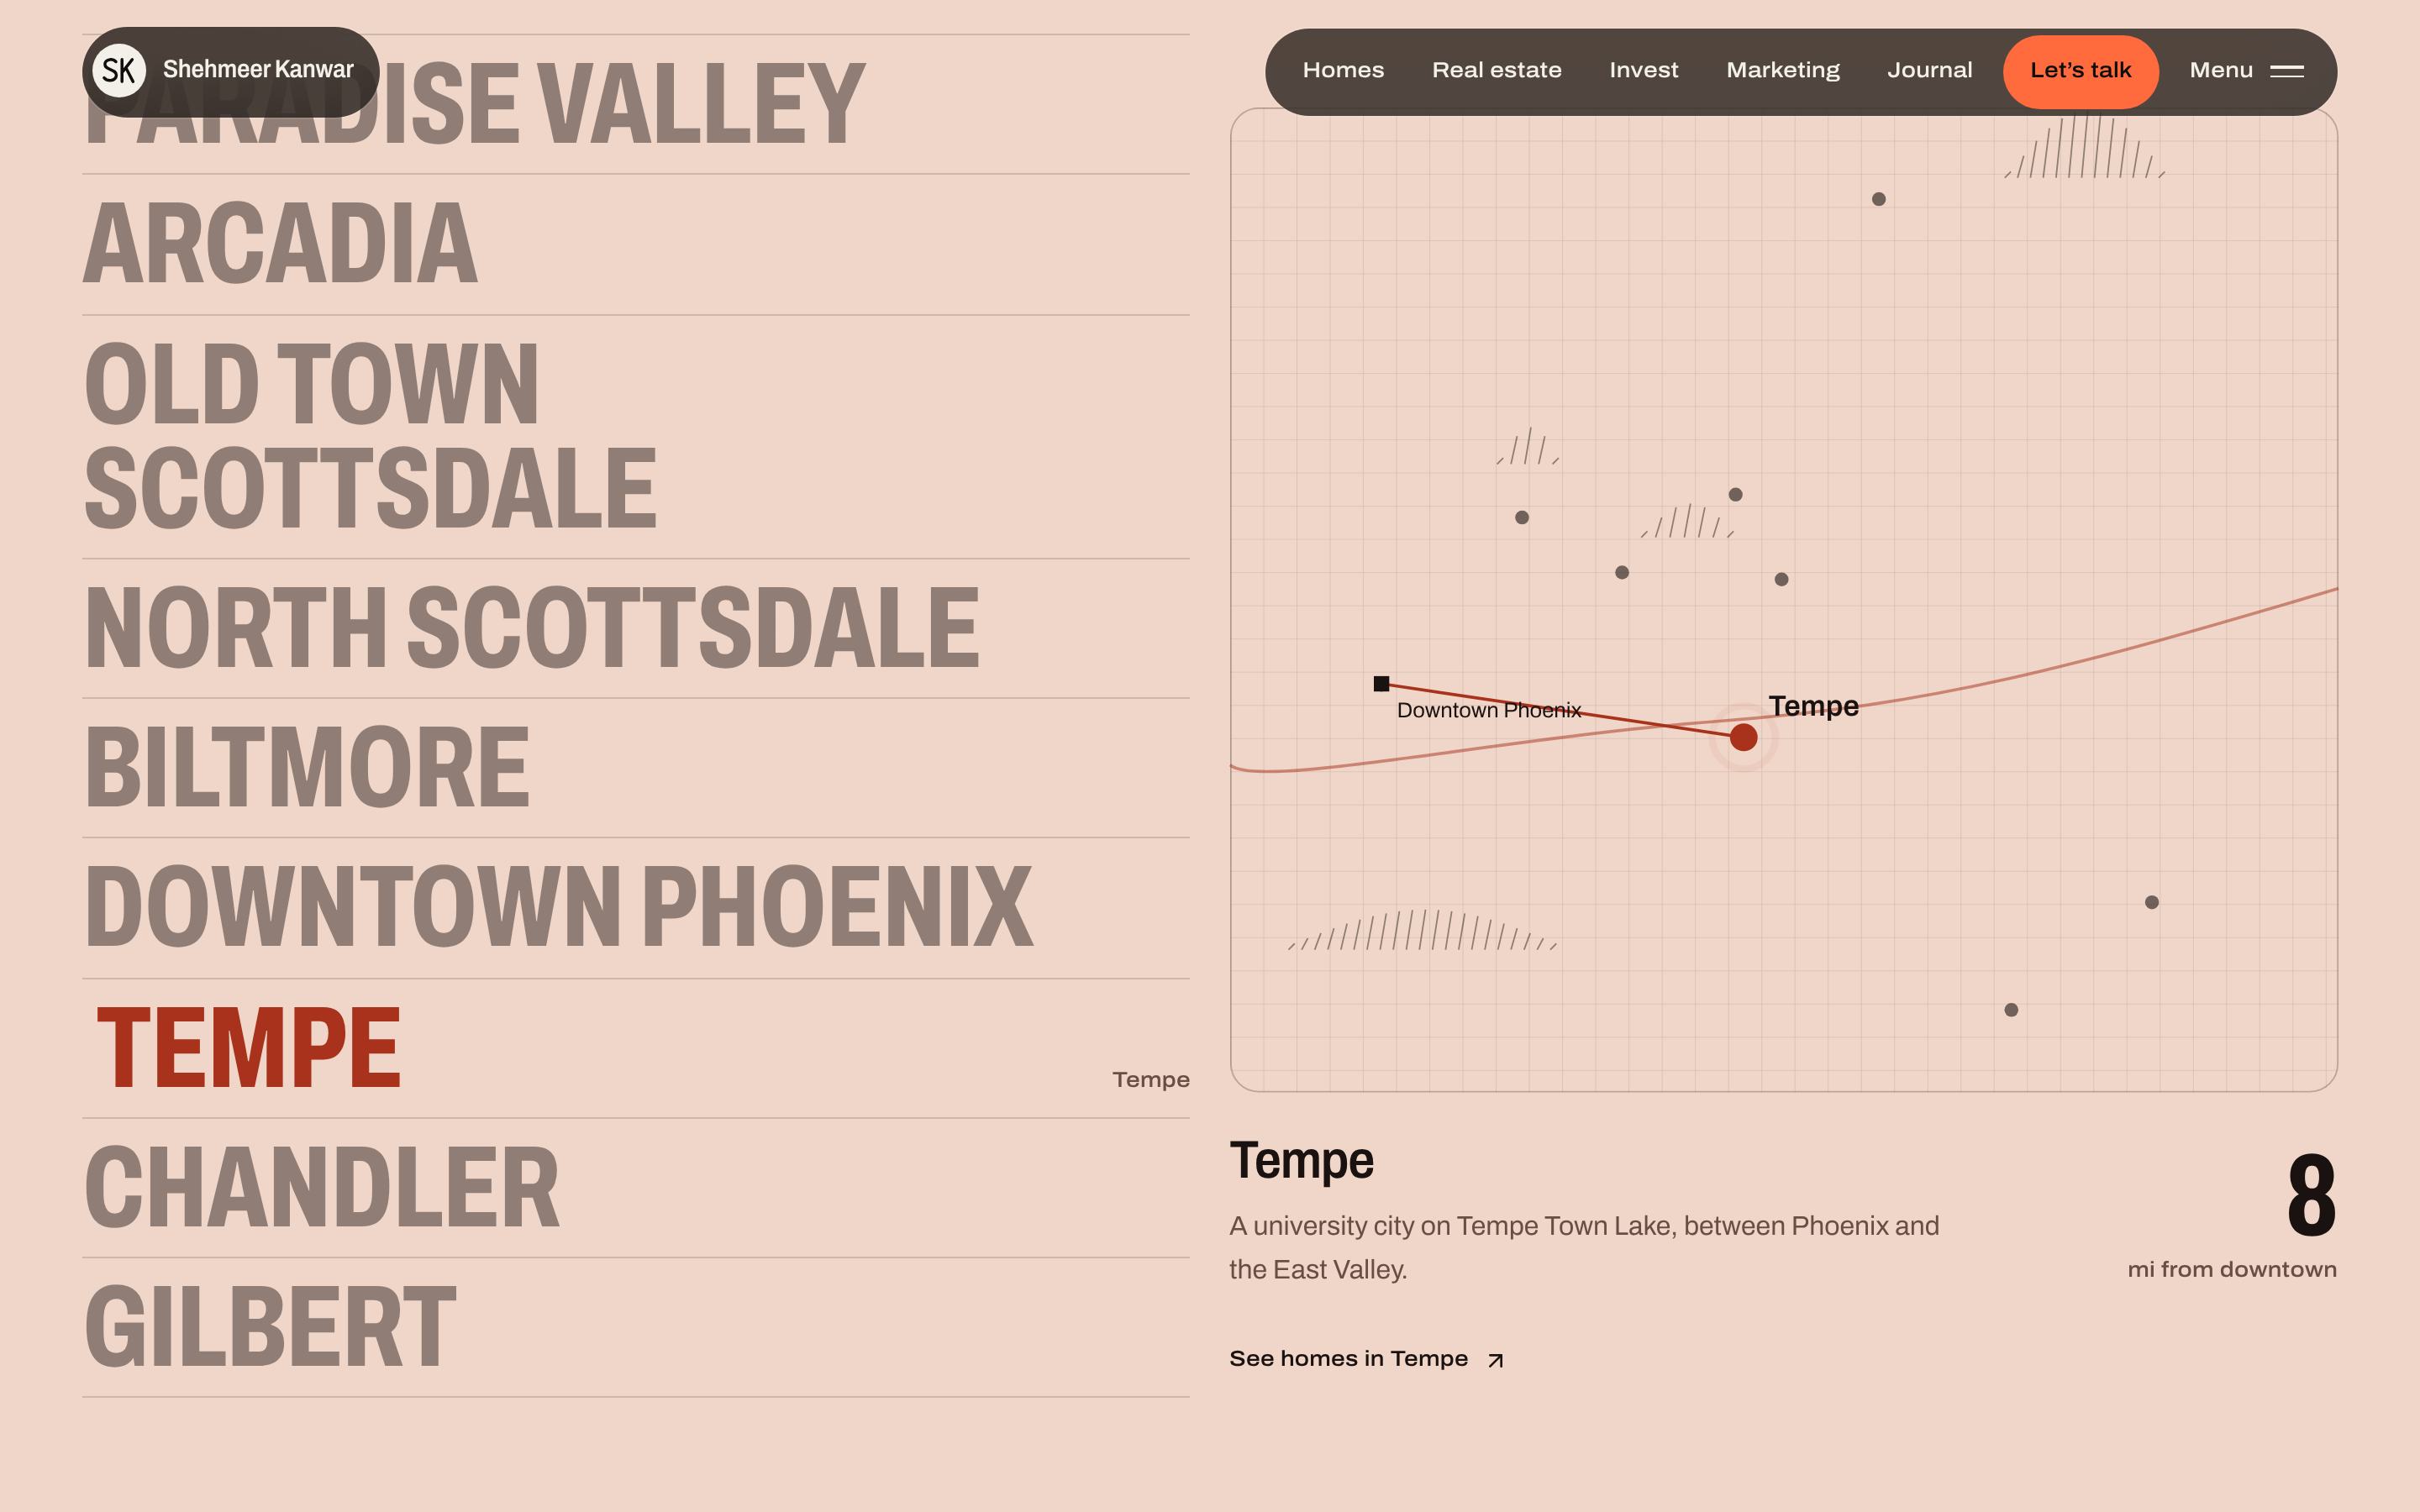 SK Shehmeer Kanwar
Homes Real estate Invest Marketing Journal Let’s talk Menu
PARADISE VALLEY
ARCADIA
OLD TOWN
SCOTTSDALE
NORTH SCOTTSDALE
BILTMORE
DOWNTOWN PHOENIX
TEMPE
Tempe
CHANDLER
GILBERT
Downtown Phoenix
Tempe
Tempe
A university city on Tempe Town Lake, between Phoenix and
the East Valley.
8
mi from downtown
See homes in Tempe